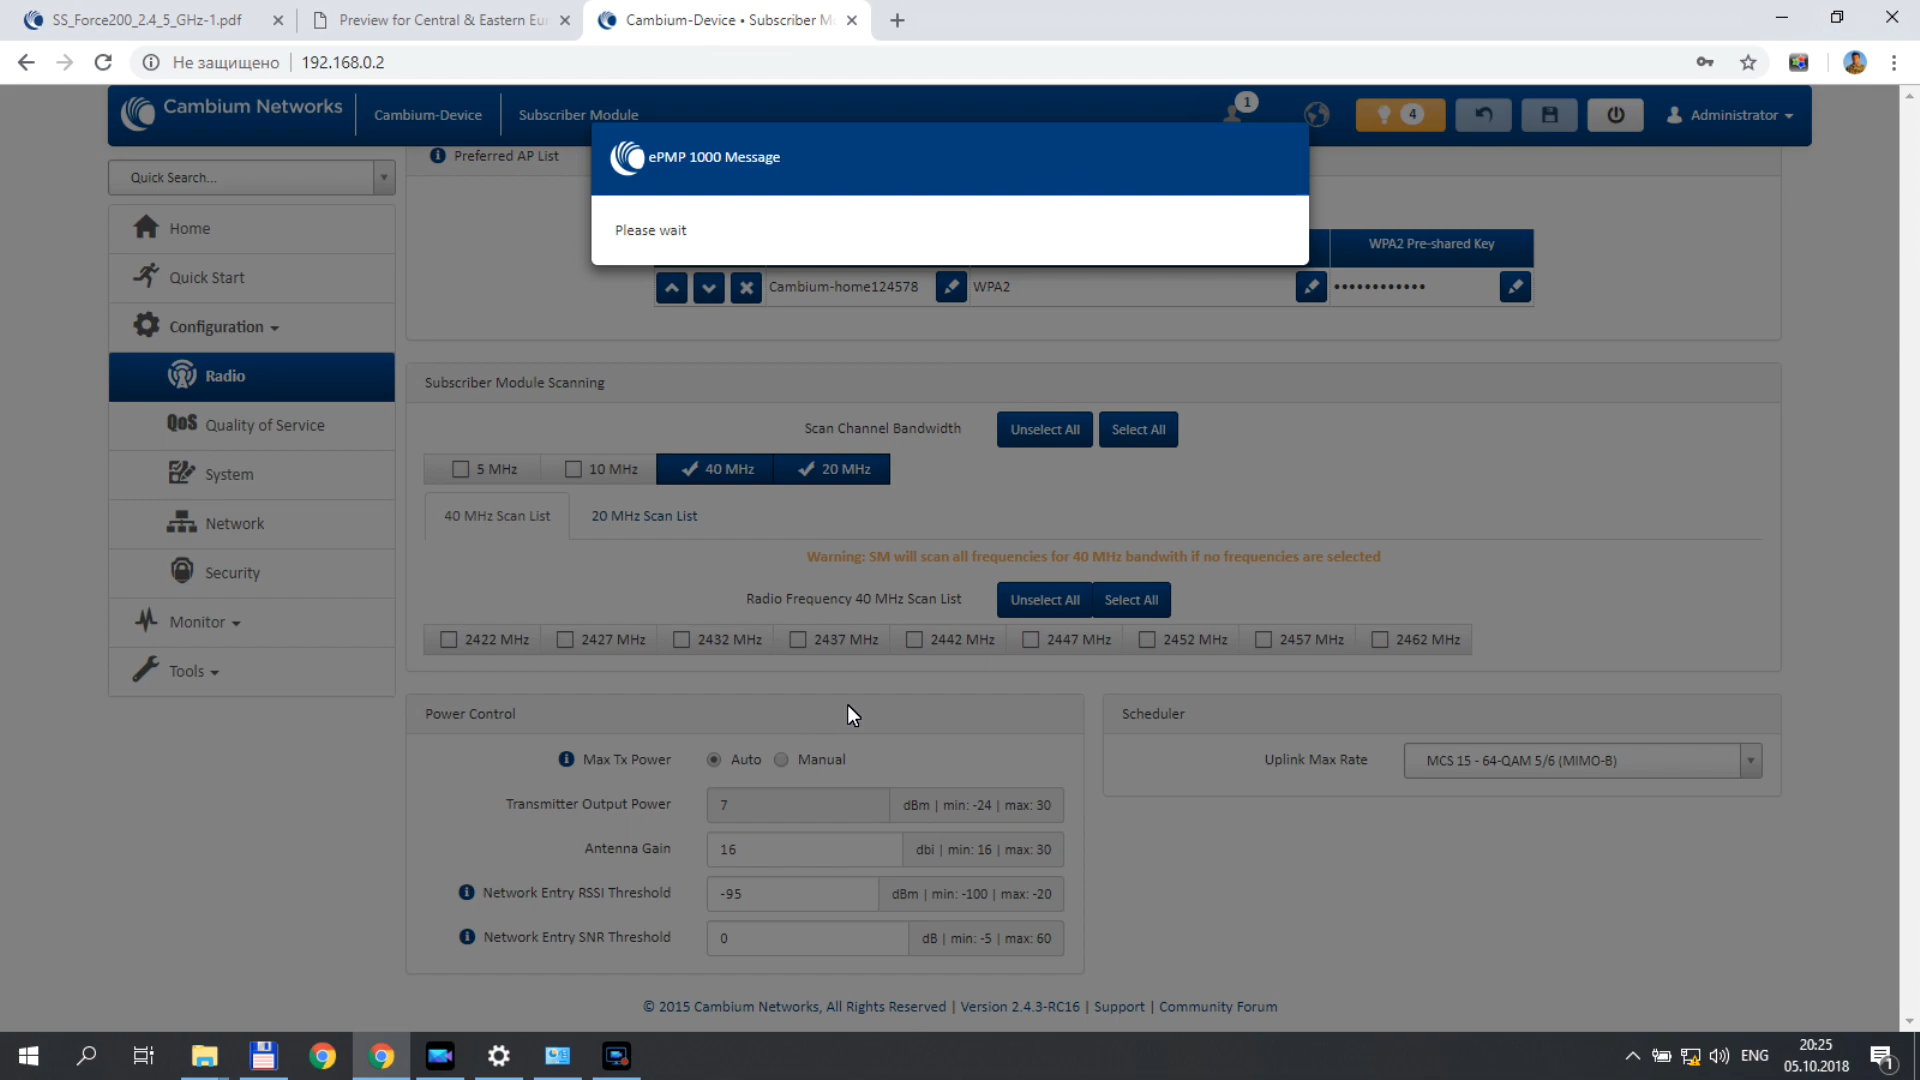 SS_Force200_2.4_5_GHz-1.pdf
Preview for Central & Eastern Eu
Cambium-Device • Subscriber M
Не защищено
192.168.0.2
Cambium Networks
Cambium-Device
Subscriber Module
1
4
Administrator
ePMP 1000 Message
Please wait
Quick Search...
Home
Quick Start
Configuration
Radio
QoS Quality of Service
System
Network
Security
Monitor
Tools
Preferred AP List
WPA2 Pre-shared Key
Cambium-home124578
WPA2
••••••••••••
Subscriber Module Scanning
Scan Channel Bandwidth
Unselect All
Select All
5 MHz
10 MHz
40 MHz
20 MHz
40 MHz Scan List
20 MHz Scan List
Warning: SM will scan all frequencies for 40 MHz bandwith if no frequencies are selected
Radio Frequency 40 MHz Scan List
Unselect All
Select All
2422 MHz
2427 MHz
2432 MHz
2437 MHz
2442 MHz
2447 MHz
2452 MHz
2457 MHz
2462 MHz
Power Control
Max Tx Power
Auto
Manual
Transmitter Output Power
7
dBm | min: -24 | max: 30
Antenna Gain
16
dbi | min: 16 | max: 30
Network Entry RSSI Threshold
-95
dBm | min: -100 | max: -20
Network Entry SNR Threshold
0
dB | min: -5 | max: 60
Scheduler
Uplink Max Rate
MCS 15 - 64-QAM 5/6 (MIMO-B)
© 2015 Cambium Networks, All Rights Reserved | Version 2.4.3-RC16 | Support | Community Forum
ENG
20:25
05.10.2018
1